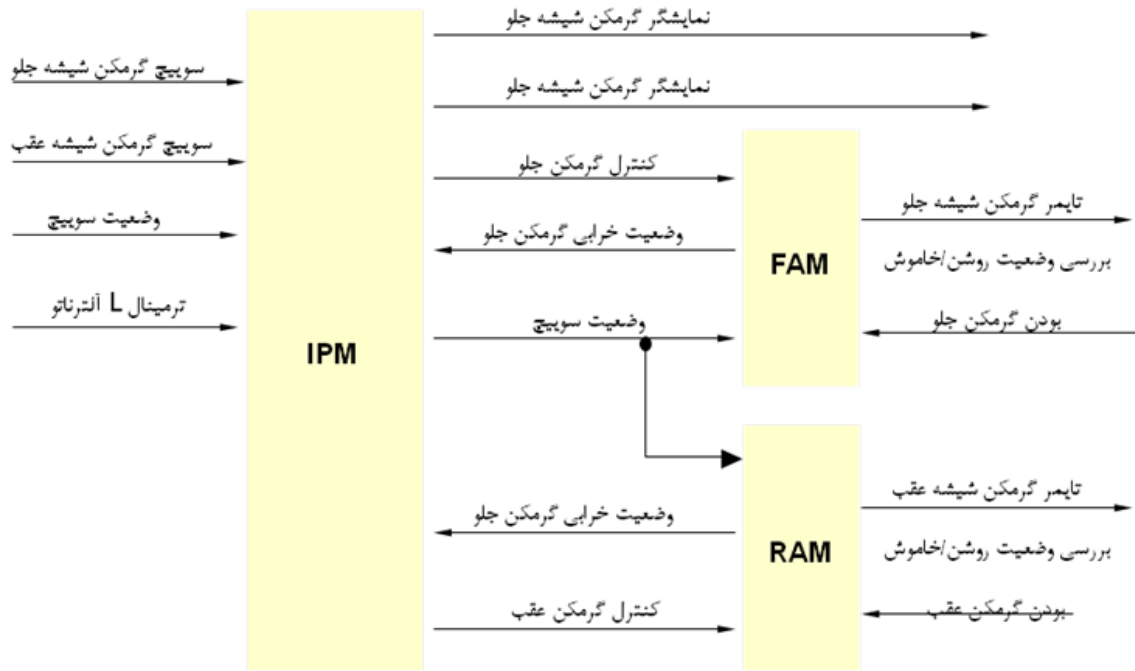 نمایشگر گرمکن شیشه جلو
سوییچ گرمکن شیشه جلو
نمایشگر گرمکن شیشه جلو
سوییچ گرمکن شیشه عقب
کنترل گرمکن جلو
تایمر گرمکن شیشه جلو
وضعیت سوییچ
وضعیت خرابی گرمکن جلو
FAM
بررسی وضعیت روشن/خاموش
ترمینال L آلترناتو
وضعیت سوییچ
بودن گرمکن جلو
IPM
تایمر گرمکن شیشه عقب
وضعیت خرابی گرمکن جلو
RAM
بررسی وضعیت روشن/خاموش
کنترل گرمکن عقب
بودن گرمکن عقب